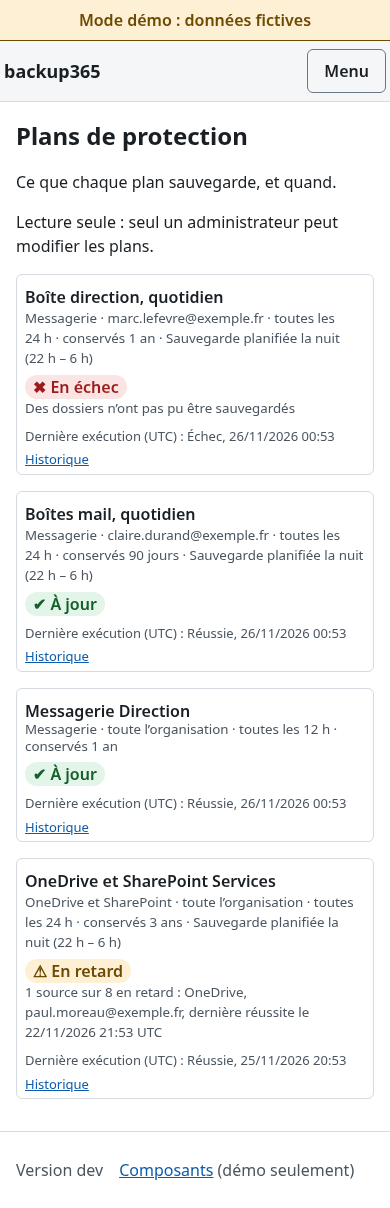 Mode démo : données fictives
backup365
Menu
Plans de protection
Ce que chaque plan sauvegarde, et quand.
Lecture seule : seul un administrateur peut
modifier les plans.
Boîte direction, quotidien
Messagerie · marc.lefevre@exemple.fr · toutes les
24 h · conservés 1 an · Sauvegarde planifiée la nuit
(22 h – 6 h)
✖ En échec
Des dossiers n’ont pas pu être sauvegardés
Dernière exécution (UTC) : Échec, 26/11/2026 00:53
Historique
Boîtes mail, quotidien
Messagerie · claire.durand@exemple.fr · toutes les
24 h · conservés 90 jours · Sauvegarde planifiée la nuit
(22 h – 6 h)
✔ À jour
Dernière exécution (UTC) : Réussie, 26/11/2026 00:53
Historique
Messagerie Direction
Messagerie · toute l’organisation · toutes les 12 h ·
conservés 1 an
✔ À jour
Dernière exécution (UTC) : Réussie, 26/11/2026 00:53
Historique
OneDrive et SharePoint Services
OneDrive et SharePoint · toute l’organisation · toutes
les 24 h · conservés 3 ans · Sauvegarde planifiée la
nuit (22 h – 6 h)
⚠ En retard
1 source sur 8 en retard : OneDrive,
paul.moreau@exemple.fr, dernière réussite le
22/11/2026 21:53 UTC
Dernière exécution (UTC) : Réussie, 25/11/2026 20:53
Historique
Version dev Composants (démo seulement)